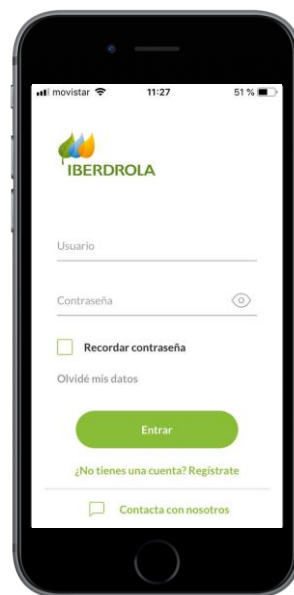 movistar 11:27 51 %
IBERDROLA
Usuario
Contraseña
Recordar contraseña
Olvidé mis datos
Entrar
¿No tienes una cuenta? Regístrate
Contacta con nosotros